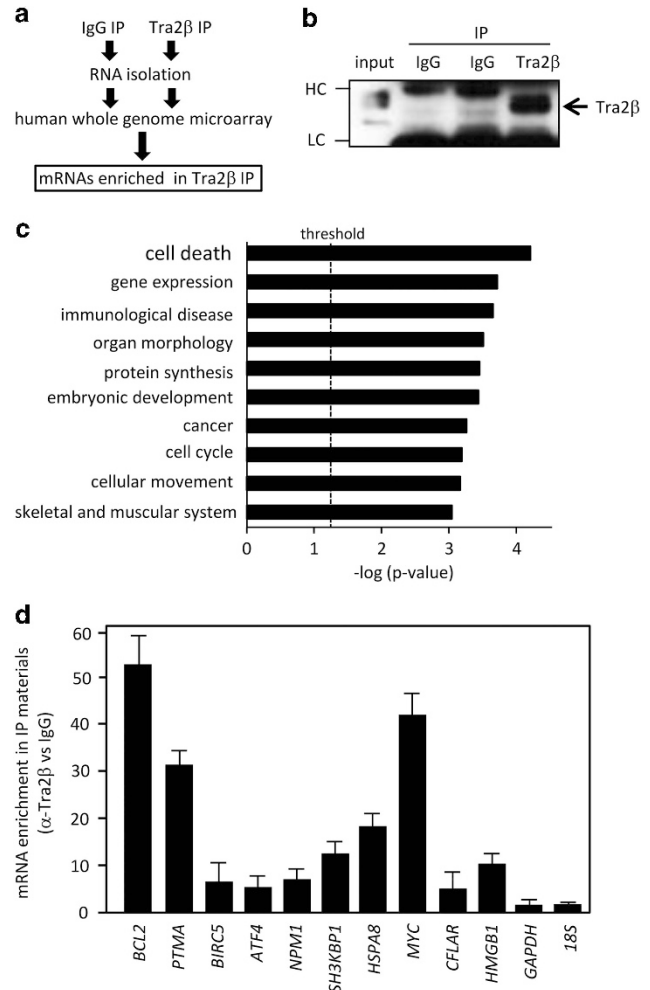 a
IgG IP Tra2β IP
RNA isolation
human whole genome microarray
mRNAs enriched in Tra2β IP
b
IP
input IgG IgG Tra2β
HC
Tra2β
LC
c
threshold
cell death
gene expression
immunological disease
organ morphology
protein synthesis
embryonic development
cancer
cell cycle
cellular movement
skeletal and muscular system
0 1 2 3 4
-log (p-value)
d
mRNA enrichment in IP materials
(α-Tra2β vs IgG)
60
50
40
30
20
10
0
BCL2 PTMA BIRC5 ATF4 NPM1 SH3KBP1 HSPA8 MYC CFLAR HMGB1 GAPDH 18S